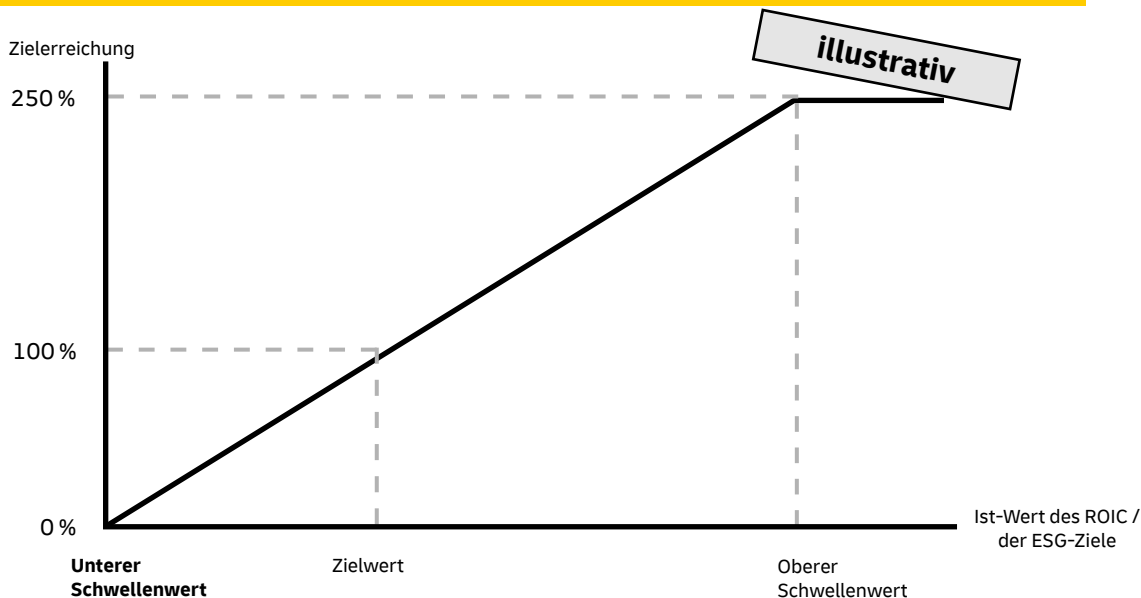 Zielerreichung
illustrativ
250 %
100 %
0 %
Ist-Wert des ROIC /
der ESG-Ziele
Unterer
Schwellenwert
Zielwert
Oberer
Schwellenwert